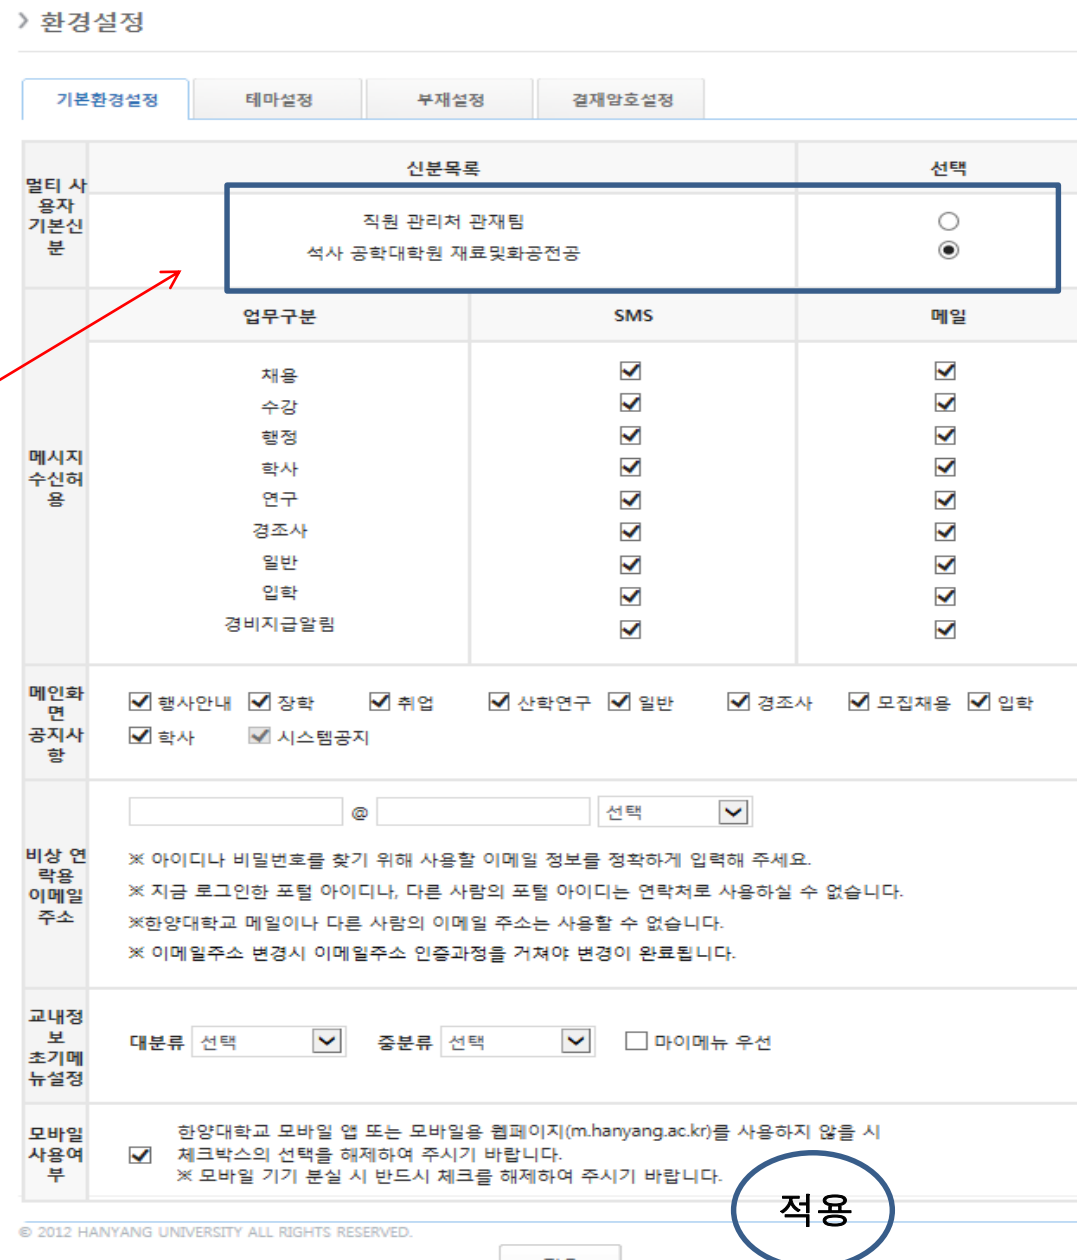 환경설정
기본환경설정 테마설정 부재설정 결재암호설정
멀티 사
용자
기본신
분
신분목록 선택
직원 관리처 관재팀
석사 공학대학원 재료및화공전공
메시지
수신허
용
업무구분 SMS 메일
채용
수강
행정
학사
연구
경조사
일반
입학
경비지급알림
메인화
면
공지사
항
행사안내 장학 취업 산학연구 일반 경조사 모집채용 입학
학사 시스템공지
비상 연
락용
이메일
주소
@ 선택
※ 아이디나 비밀번호를 찾기 위해 사용할 이메일 정보를 정확하게 입력해 주세요.
※ 지금 로그인한 포털 아이디나, 다른 사람의 포털 아이디는 연락처로 사용하실 수 없습니다.
※한양대학교 메일이나 다른 사람의 이메일 주소는 사용할 수 없습니다.
※ 이메일주소 변경시 이메일주소 인증과정을 거쳐야 변경이 완료됩니다.
교내정
보
초기메
뉴설정
대분류 선택 중분류 선택 마이메뉴 우선
모바일
사용여
부
한양대학교 모바일 앱 또는 모바일용 웹페이지(m.hanyang.ac.kr)를 사용하지 않을 시
체크박스의 선택을 해제하여 주시기 바랍니다.
※ 모바일 기기 분실 시 반드시 체크를 해제하여 주시기 바랍니다.
적용
© 2012 HANYANG UNIVERSITY ALL RIGHTS RESERVED.